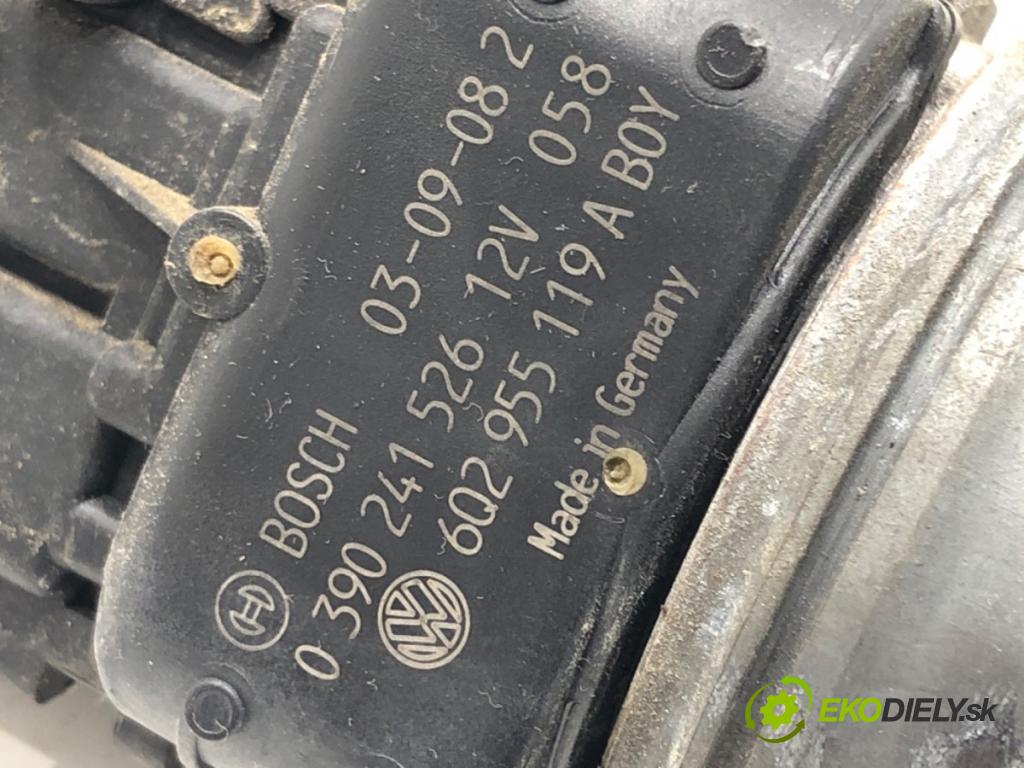 BOSCH 03-09-08 2
0 390 241 526 12V 058
6Q2 955 119 A B0Y
Made in Germany
EKODIELY.sk